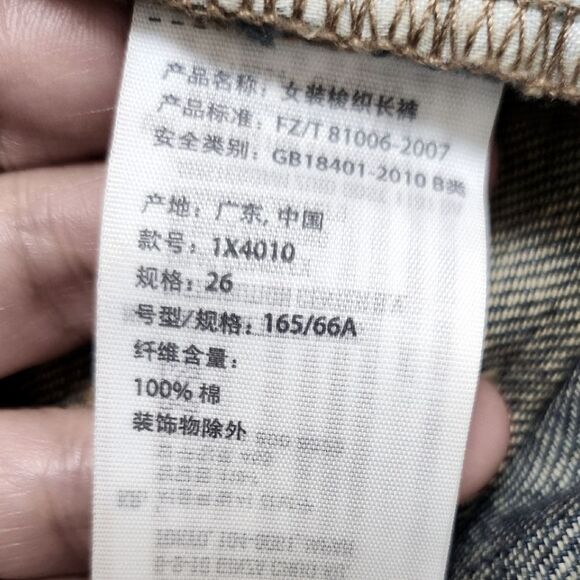 产品名称: 女装梭织长裤
产品标准: FZ/T 81006-2007
安全类别: GB18401-2010 B类
产地: 广东, 中国
款号: 1X4010
规格: 26
号型/规格: 165/66A
纤维含量:
100% 棉
装饰物除外